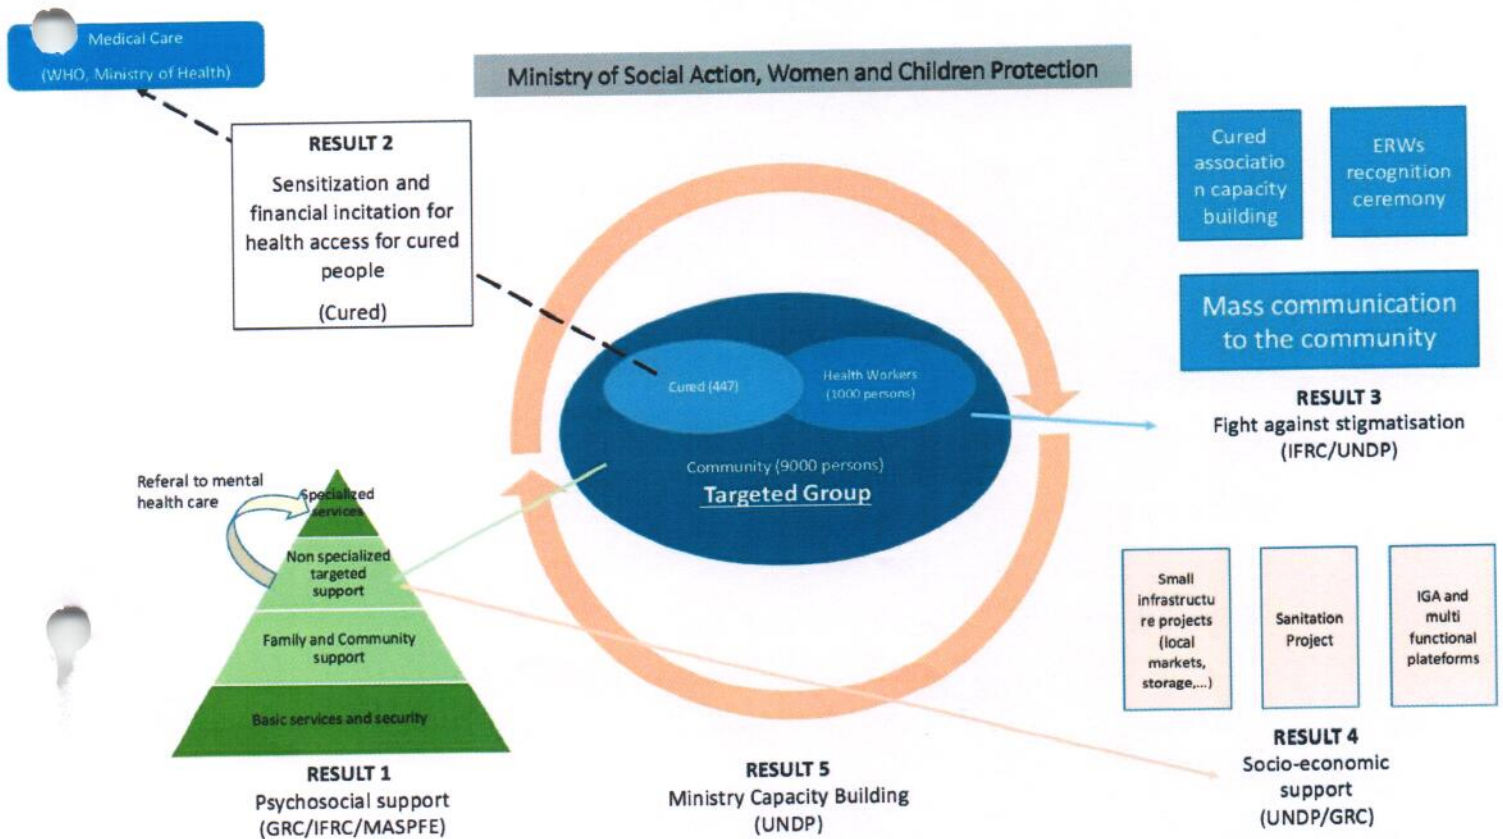 Medical Care
(WHO, Ministry of Health)
Ministry of Social Action, Women and Children Protection
RESULT 2
Sensitization and
financial incitation for
health access for cured
people
(Cured)
Cured
associatio
n capacity
building
ERWs
recognition
ceremony
Mass communication
to the community
RESULT 3
Fight against stigmatisation
(IFRC/UNDP)
Cured (447)
Health Workers
(1000 persons)
Community (9000 persons)
Targeted Group
Referal to mental
health care
Specialized
services
Non specialized
targeted
support
Family and Community
support
Basic services and security
RESULT 1
Psychosocial support
(GRC/IFRC/MASPFE)
RESULT 5
Ministry Capacity Building
(UNDP)
Small
infrastructu
re projects
(local
markets,
storage,...)
Sanitation
Project
IGA and
multi
functional
plateforms
RESULT 4
Socio-economic
support
(UNDP/GRC)